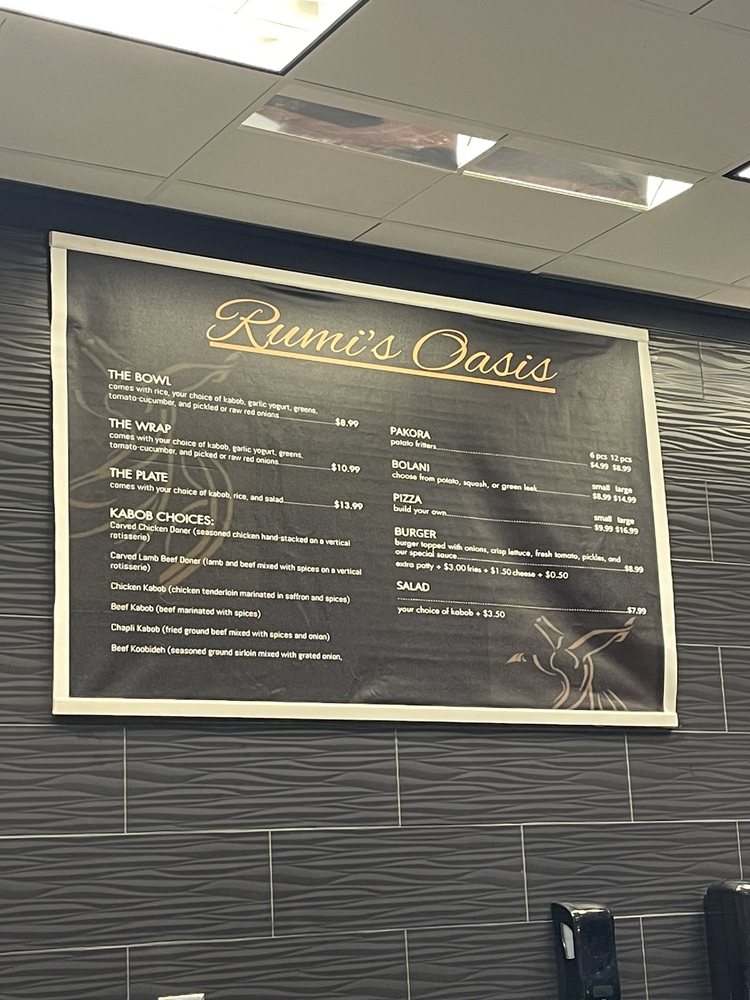 Rumi's Oasis
THE BOWL
comes with rice, your choice of kabob, garlic yogurt, greens,
tomato-cucumber, and pickled or raw red onions $8.99
THE WRAP
comes with your choice of kabob, garlic yogurt, greens,
tomato-cucumber, and picked or raw red onions $10.99
THE PLATE
comes with your choice of kabob, rice, and salad $13.99
KABOB CHOICES:
Carved Chicken Doner (seasoned chicken hand-stacked on a vertical
rotisserie)
Carved Lamb Beef Doner (lamb and beef mixed with spices on a vertical
rotisserie)
Chicken Kabob (chicken tenderloin marinated in saffron and spices)
Beef Kabob (beef marinated with spices)
Chapli Kabob (fried ground beef mixed with spices and onion)
Beef Koobideh (seasoned ground sirloin mixed with grated onion,
PAKORA
6 pcs 12 pcs
potato fritters $4.99 $8.99
BOLANI
small large
choose from potato, squash, or green leek $8.99 $14.99
PIZZA
small large
build your own $9.99 $16.99
BURGER
burger topped with onions, crisp lettuce, fresh tomato, pickles, and
our special sauce $8.99
extra patty + $3.00 fries + $1.50 cheese + $0.50
SALAD
$7.99
your choice of kabob + $3.50